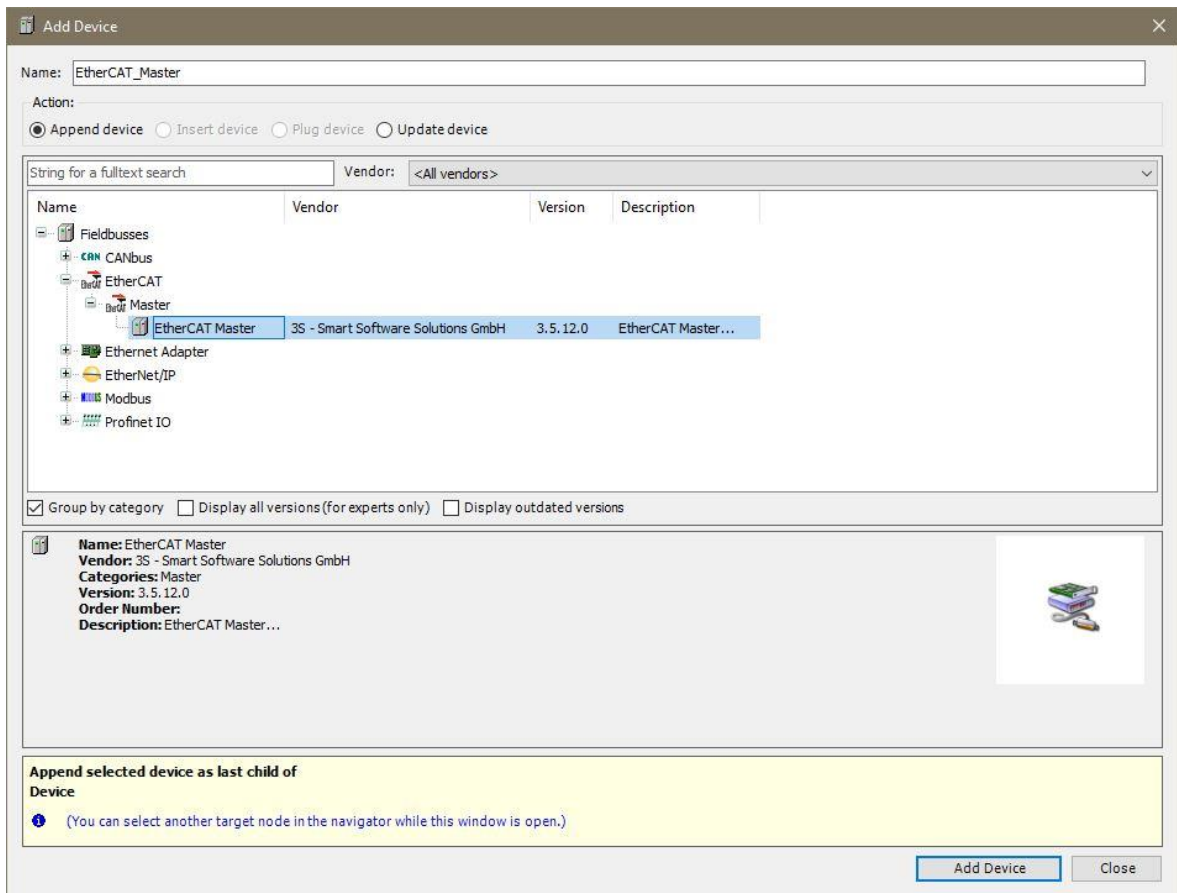 Add Device
Name: EtherCAT_Master
Action:
Append device Insert device Plug device Update device
String for a fulltext search Vendor: <All vendors>
Name Vendor Version Description
Fieldbusses
CAN CANbus
EtherCAT
Master
EtherCAT Master 3S - Smart Software Solutions GmbH 3.5.12.0 EtherCAT Master...
Ethernet Adapter
EtherNet/IP
Modbus
Profinet IO
Group by category Display all versions (for experts only) Display outdated versions
Name: EtherCAT Master
Vendor: 3S - Smart Software Solutions GmbH
Categories: Master
Version: 3.5.12.0
Order Number:
Description: EtherCAT Master...
Append selected device as last child of
Device
(You can select another target node in the navigator while this window is open.)
Add Device Close